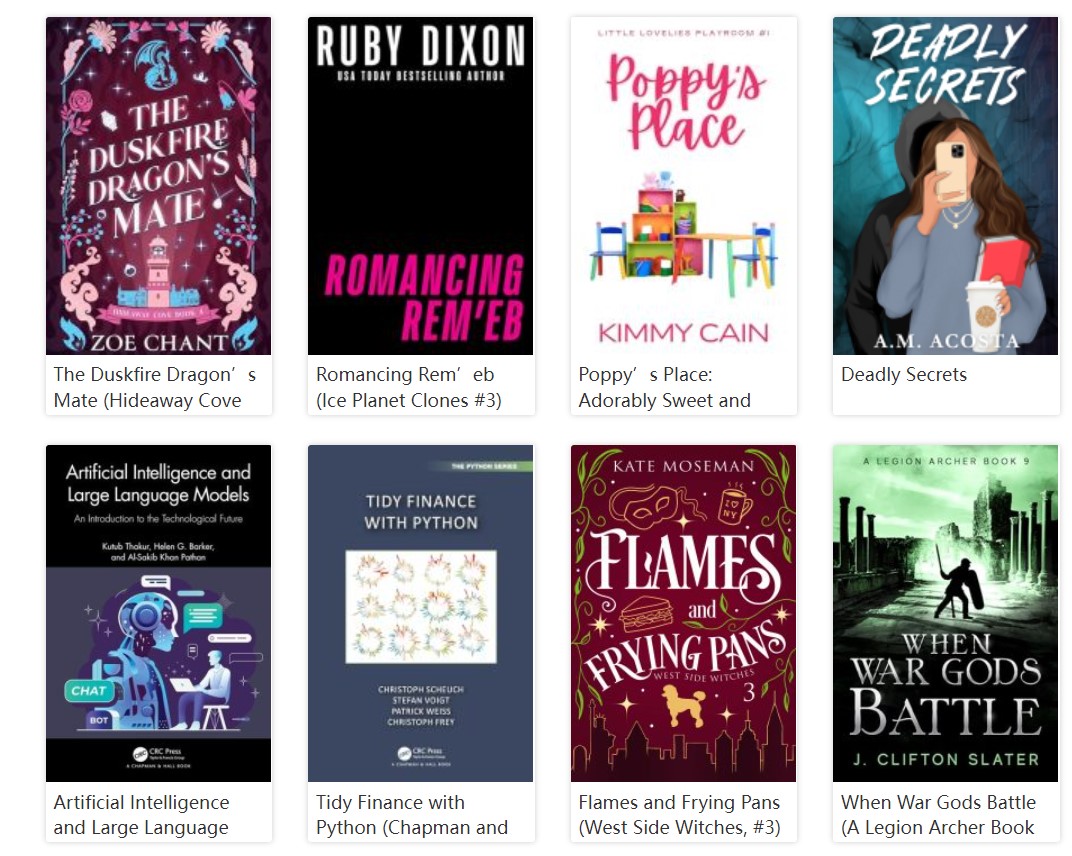 THE
DUSKFIRE
DRAGON'S
MATE
HIDEAWAY COVE BOOK
ZOE CHANT
The Duskfire Dragon's
Mate (Hideaway Cove
RUBY DIXON
USA TODAY BESTSELLING AUTHOR
ROMANCING
REM'EB
Romancing Rem'eb
(Ice Planet Clones #3)
LITTLE LOVELIES PLAYROOM #1
Poppy's
Place
KIMMY CAIN
Poppy's Place:
Adorably Sweet and
DEADLY
SECRETS
A.M. ACOSTA
Deadly Secrets
Artificial Intelligence and
Large Language Models
An Introduction to the Technological Future
Kutub Thakur, Helen G. Barker,
and Al-Sakib Khan Pathan
CHAT
BOT
CRC Press
Taylor & Francis Group
A CHAPMAN & HALL BOOK
Artificial Intelligence
and Large Language
THE PYTHON SERIES
TIDY FINANCE
WITH PYTHON
CHRISTOPH SCHEUCH
STEFAN VOIGT
PATRICK WEISS
CHRISTOPH FREY
CRC Press
Taylor & Francis Group
A CHAPMAN & HALL BOOK
Tidy Finance with
Python (Chapman and
KATE MOSEMAN
I
NY
FLAMES
and
FRYING PANS
WEST SIDE WITCHES
3
Flames and Frying Pans
(West Side Witches, #3)
A LEGION ARCHER BOOK 9
WHEN
WAR GODS
BATTLE
J. CLIFTON SLATER
When War Gods Battle
(A Legion Archer Book